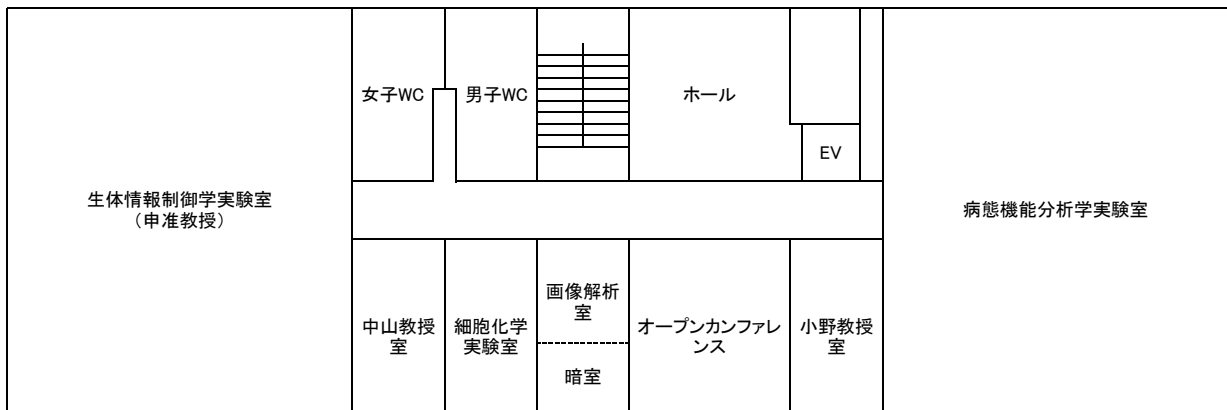 女子WC
男子WC
ホール
EV
生体情報制御学実験室
（申准教授）
病態機能分析学実験室
中山教授
室
細胞化学
実験室
画像解析
室
暗室
オープンカンファレ
ンス
小野教授
室